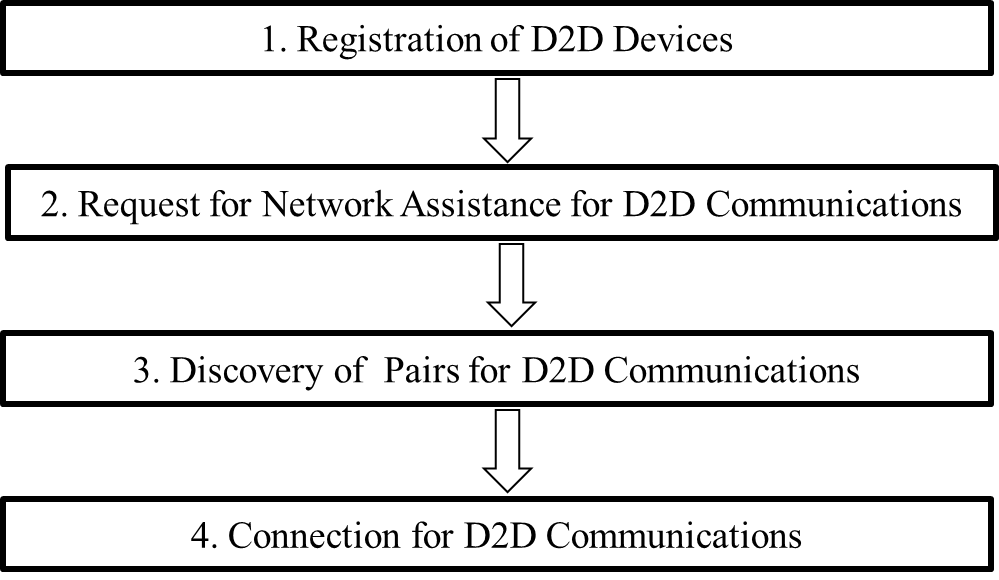 1. Registration of D2D Devices
2. Request for Network Assistance for D2D Communications
3. Discovery of Pairs for D2D Communications
4. Connection for D2D Communications